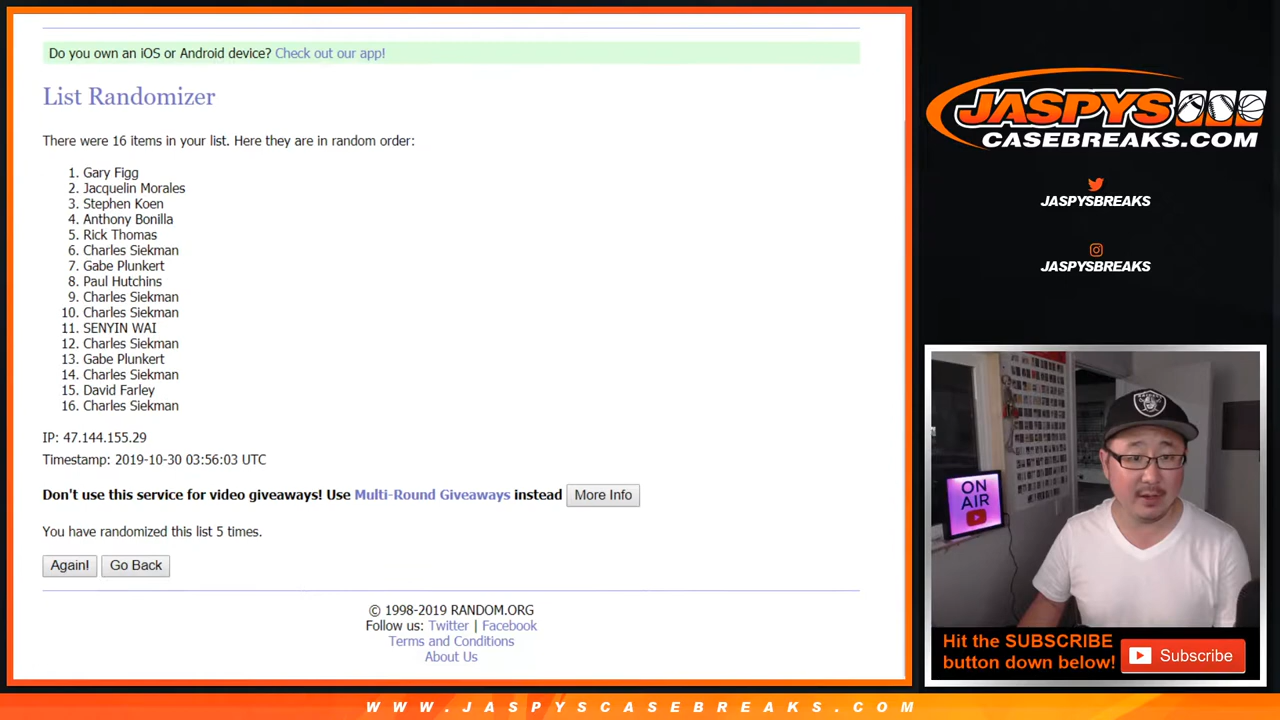 Do you own an iOS or Android device? Check out our app!
List Randomizer
There were 16 items in your list. Here they are in random order:
1. Gary Figg
2. Jacquelin Morales
3. Stephen Koen
4. Anthony Bonilla
5. Rick Thomas
6. Charles Siekman
7. Gabe Plunkert
8. Paul Hutchins
9. Charles Siekman
10. Charles Siekman
11. SENYIN WAI
12. Charles Siekman
13. Gabe Plunkert
14. Charles Siekman
15. David Farley
16. Charles Siekman
IP: 47.144.155.29
Timestamp: 2019-10-30 03:56:03 UTC
Don't use this service for video giveaways! Use Multi-Round Giveaways instead More Info
You have randomized this list 5 times.
Again! Go Back
© 1998-2019 RANDOM.ORG
Follow us: Twitter | Facebook
Terms and Conditions
About Us
JASPYS
CASEBREAKS.COM
JASPYSBREAKS
JASPYSBREAKS
ON
AIR
RAIDERS
Hit the SUBSCRIBE
button down below!
Subscribe
WWW.JASPYSCASEBREAKS.COM